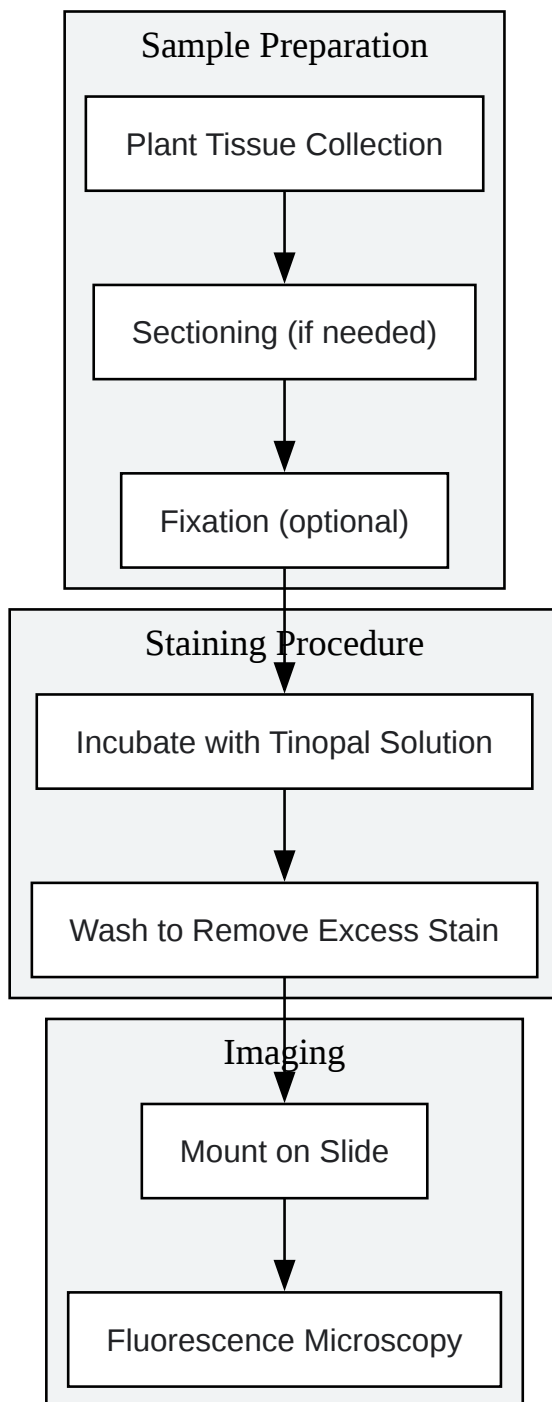 Sample Preparation
Plant Tissue Collection
Sectioning (if needed)
Fixation (optional)
Staining Procedure
Incubate with Tinopal Solution
Wash to Remove Excess Stain
Imaging
Mount on Slide
Fluorescence Microscopy